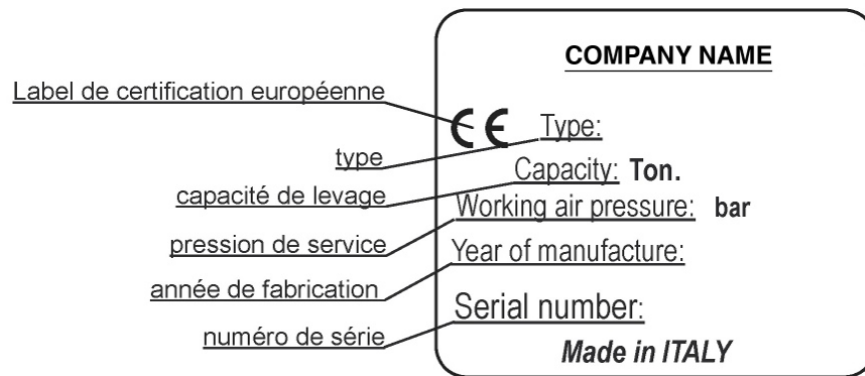 COMPANY NAME
Label de certification européenne
CE Type:
type
Capacity: Ton.
capacité de levage
Working air pressure: bar
pression de service
Year of manufacture:
année de fabrication
Serial number:
numéro de série
Made in ITALY